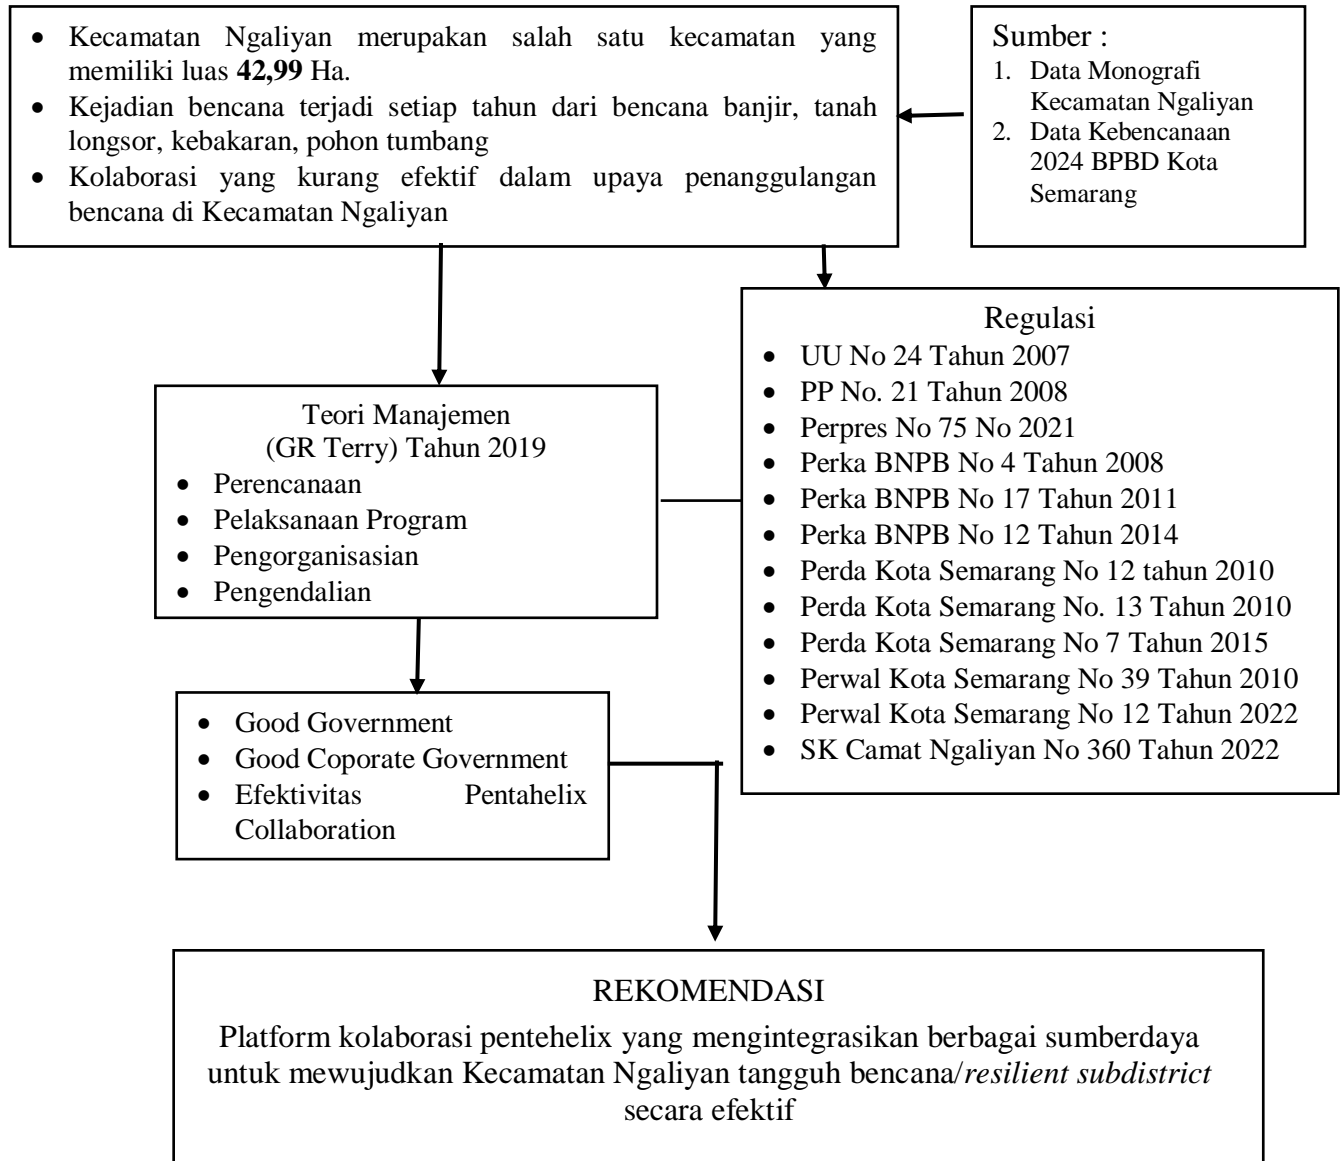 • Kecamatan Ngaliyan merupakan salah satu kecamatan yang
memiliki luas 42,99 Ha.
• Kejadian bencana terjadi setiap tahun dari bencana banjir, tanah
longsor, kebakaran, pohon tumbang
• Kolaborasi yang kurang efektif dalam upaya penanggulangan
bencana di Kecamatan Ngaliyan
Sumber :
1. Data Monografi
Kecamatan Ngaliyan
2. Data Kebencanaan
2024 BPBD Kota
Semarang
Regulasi
• UU No 24 Tahun 2007
• PP No. 21 Tahun 2008
• Perpres No 75 No 2021
• Perka BNPB No 4 Tahun 2008
• Perka BNPB No 17 Tahun 2011
• Perka BNPB No 12 Tahun 2014
• Perda Kota Semarang No 12 tahun 2010
• Perda Kota Semarang No. 13 Tahun 2010
• Perda Kota Semarang No 7 Tahun 2015
• Perwal Kota Semarang No 39 Tahun 2010
• Perwal Kota Semarang No 12 Tahun 2022
• SK Camat Ngaliyan No 360 Tahun 2022
Teori Manajemen
(GR Terry) Tahun 2019
• Perencanaan
• Pelaksanaan Program
• Pengorganisasian
• Pengendalian
• Good Government
• Good Coporate Government
• Efektivitas Pentahelix
Collaboration
REKOMENDASI
Platform kolaborasi pentehelix yang mengintegrasikan berbagai sumberdaya
untuk mewujudkan Kecamatan Ngaliyan tangguh bencana/resilient subdistrict
secara efektif